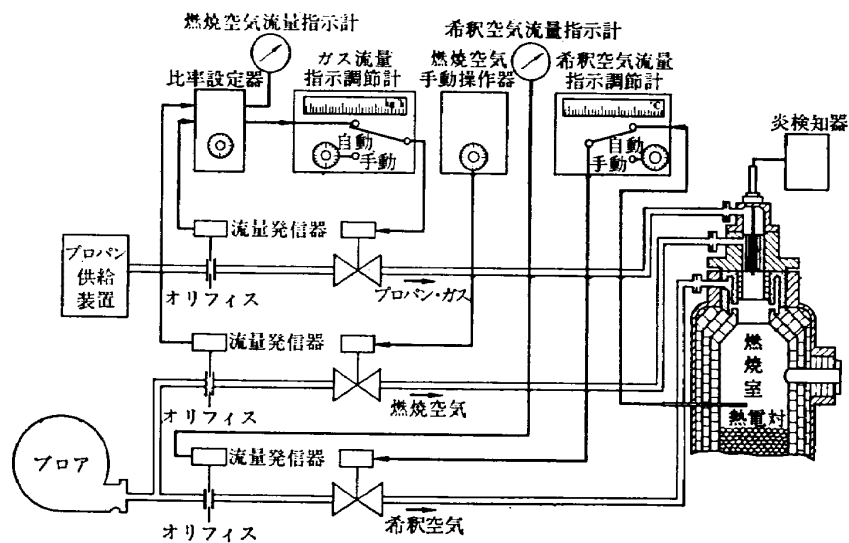 燃焼空気流量指示計
希釈空気流量指示計
比率設定器
ガス流量
指示調節計
燃焼空気
手動操作器
希釈空気流量
指示調節計
kg/h
℃
自動
手動
自動
手動
炎検知器
流量発信器
プロパン
供給
装置
オリフィス
プロパン・ガス
流量発信器
オリフィス
燃焼空気
燃焼室
熱電対
ブロア
流量発信器
オリフィス
希釈空気